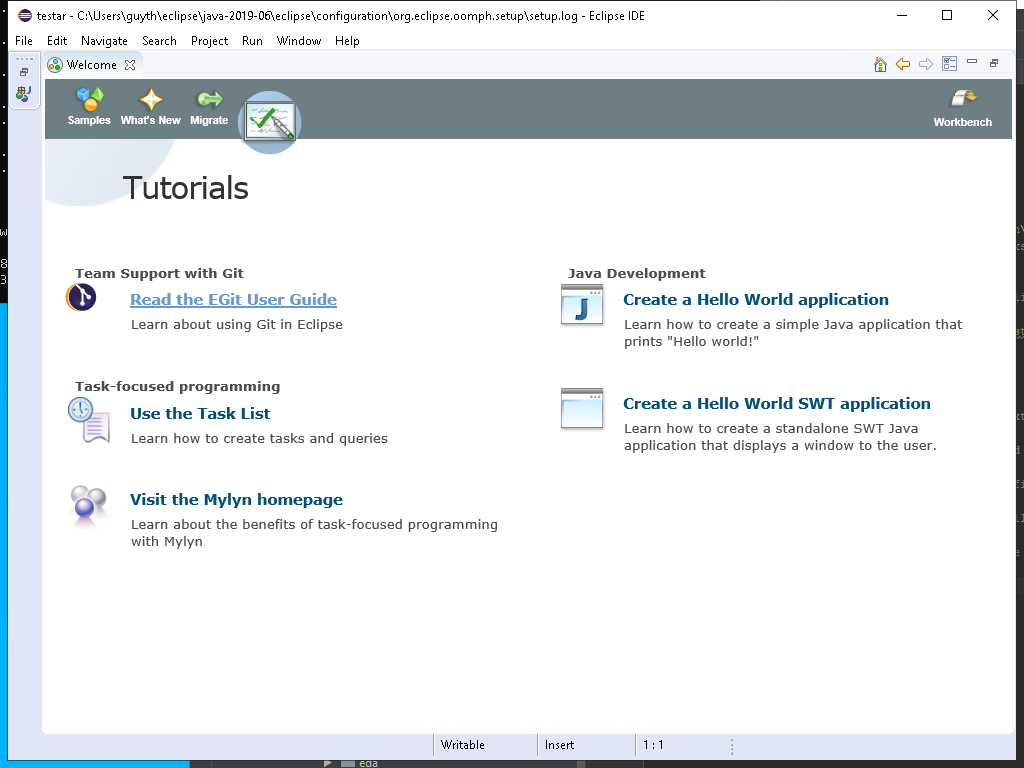 testar - C:\Users\guyth\eclipse\java-2019-06\eclipse\configuration\org.eclipse.oomph.setup\setup.log - Eclipse IDE
File Edit Navigate Search Project Run Window Help
Welcome
Samples What's New Migrate
Workbench
Tutorials
Team Support with Git
Read the EGit User Guide
Learn about using Git in Eclipse
Task-focused programming
Use the Task List
Learn how to create tasks and queries
Visit the Mylyn homepage
Learn about the benefits of task-focused programming
with Mylyn
Java Development
Create a Hello World application
Learn how to create a simple Java application that
prints "Hello world!"
Create a Hello World SWT application
Learn how to create a standalone SWT Java
application that displays a window to the user.
Writable Insert 1 : 1
eda